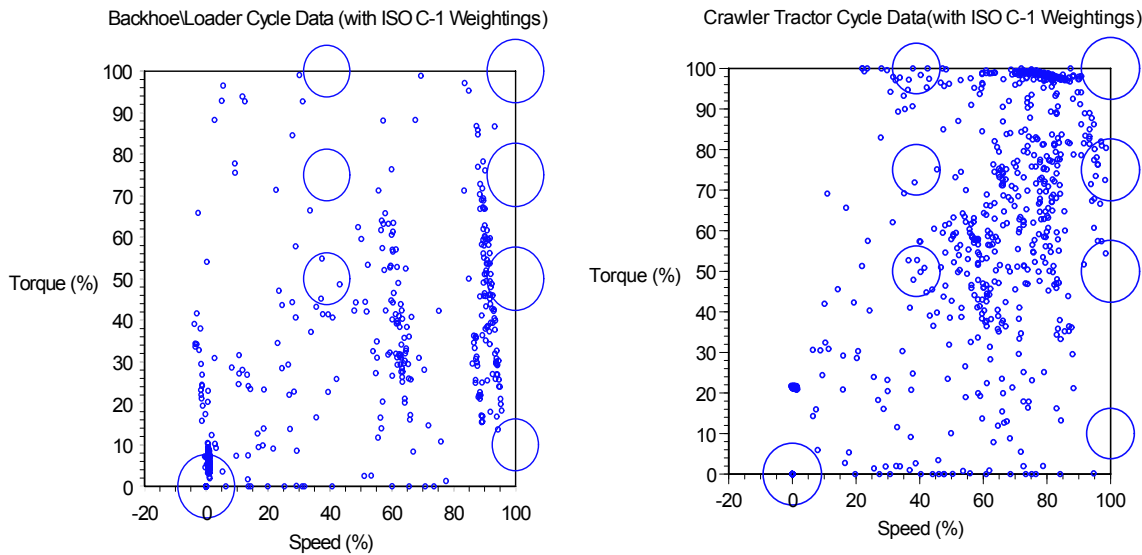 Backhoe\Loader Cycle Data (with ISO C-1 Weightings)
100
90
80
70
60
50
40
30
20
10
0
Torque (%)
-20 0 20 40 60 80 100
Speed (%)
Crawler Tractor Cycle Data(with ISO C-1 Weightings)
100
90
80
70
60
50
40
30
20
10
0
Torque (%)
-20 0 20 40 60 80 100
Speed (%)